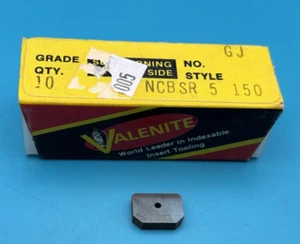 GJ
GRADE NO.
QTY. SIDE STYLE
10 NCBSR 5 150
005
VALENITE
World Leader in Indexable
Insert Tooling